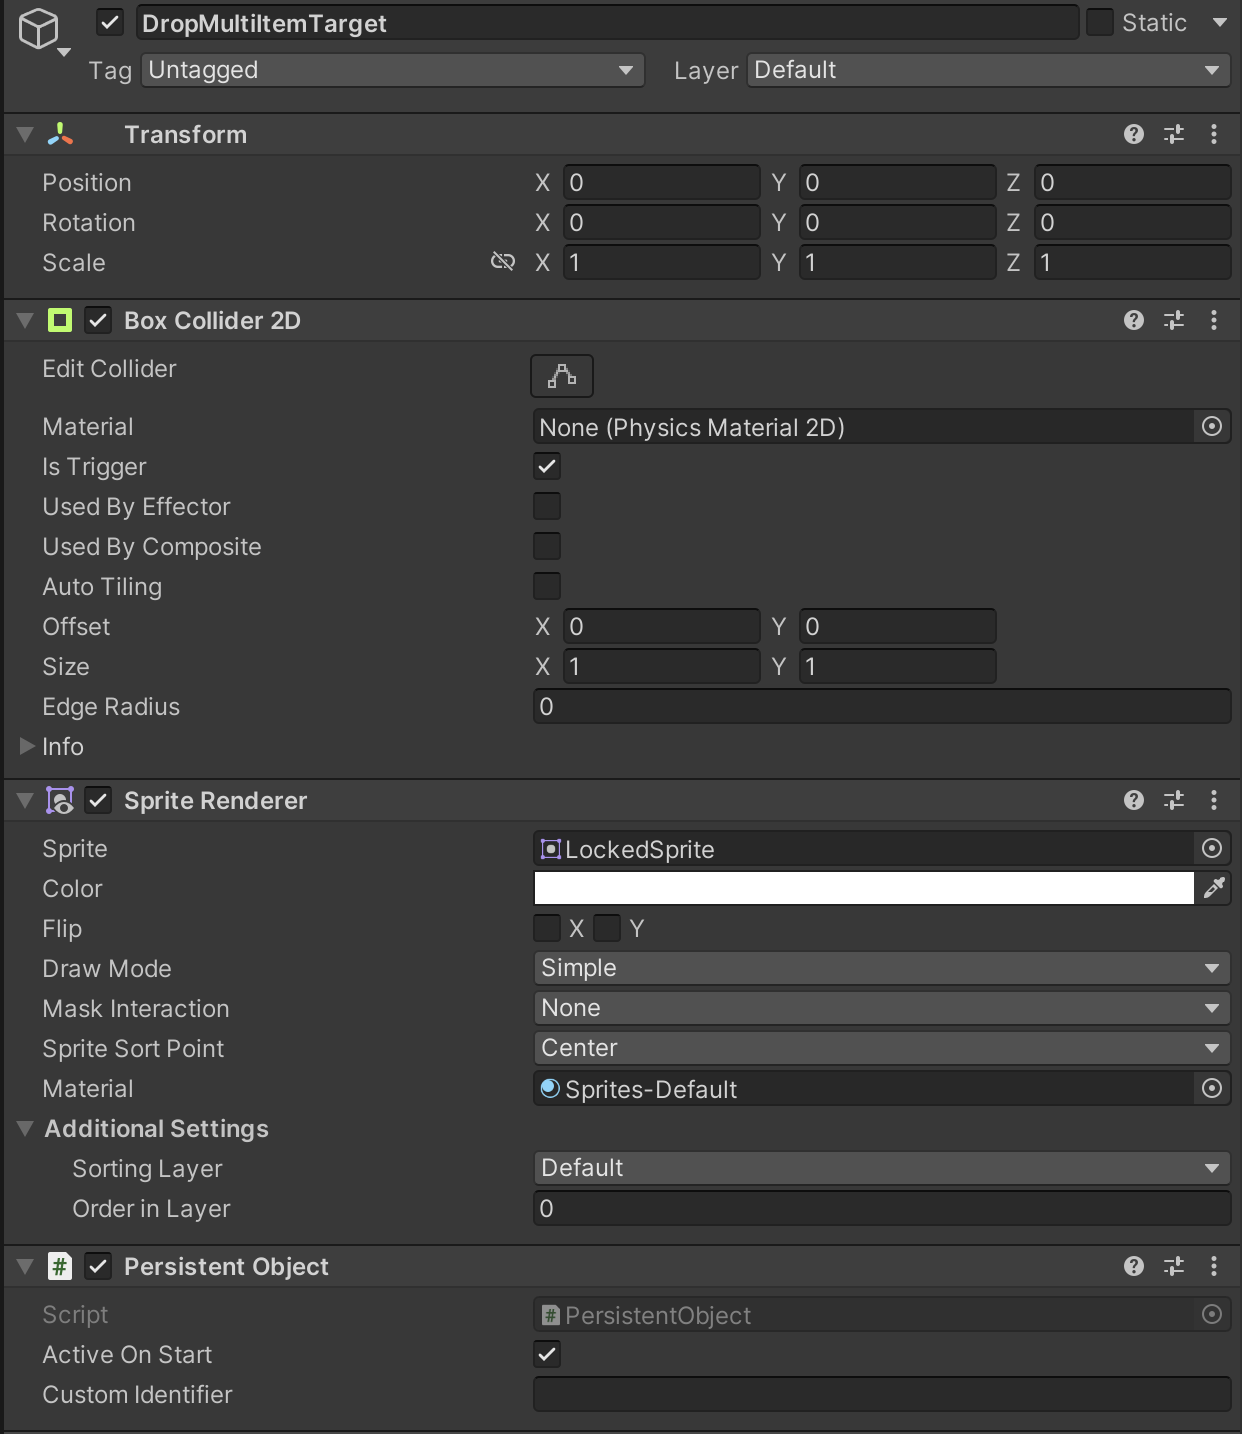 DropMultiItemTarget Static
Tag Untagged Layer Default
Transform
Position X 0 Y 0 Z 0
Rotation X 0 Y 0 Z 0
Scale X 1 Y 1 Z 1
Box Collider 2D
Edit Collider
Material None (Physics Material 2D)
Is Trigger
Used By Effector
Used By Composite
Auto Tiling
Offset X 0 Y 0
Size X 1 Y 1
Edge Radius 0
Info
Sprite Renderer
Sprite LockedSprite
Color
Flip X Y
Draw Mode Simple
Mask Interaction None
Sprite Sort Point Center
Material Sprites-Default
Additional Settings
Sorting Layer Default
Order in Layer 0
# Persistent Object
Script # PersistentObject
Active On Start
Custom Identifier